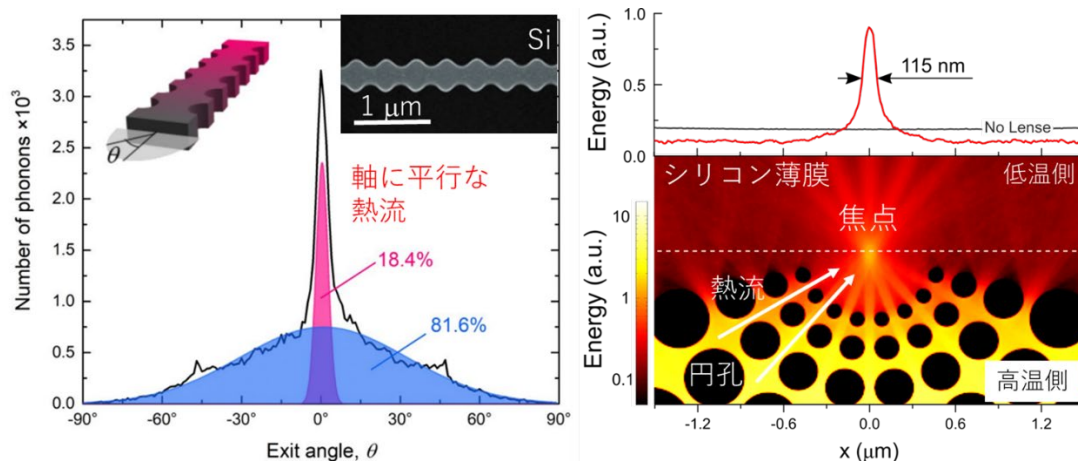 Number of phonons ×10³
3.5
3.0
2.5
2.0
1.5
1.0
0.5
0.0
-90
-60
-30
0
30
60
90
Exit angle, θ
θ
Si
1 μm
軸に平行な
熱流
18.4%
81.6%
Energy (a.u.)
1.0
0.5
0.0
115 nm
No Lense
シリコン薄膜
低温側
焦点
熱流
円孔
高温側
Energy (a.u.)
10
1
0.1
-1.2
-0.6
0.0
0.6
1.2
x (μm)